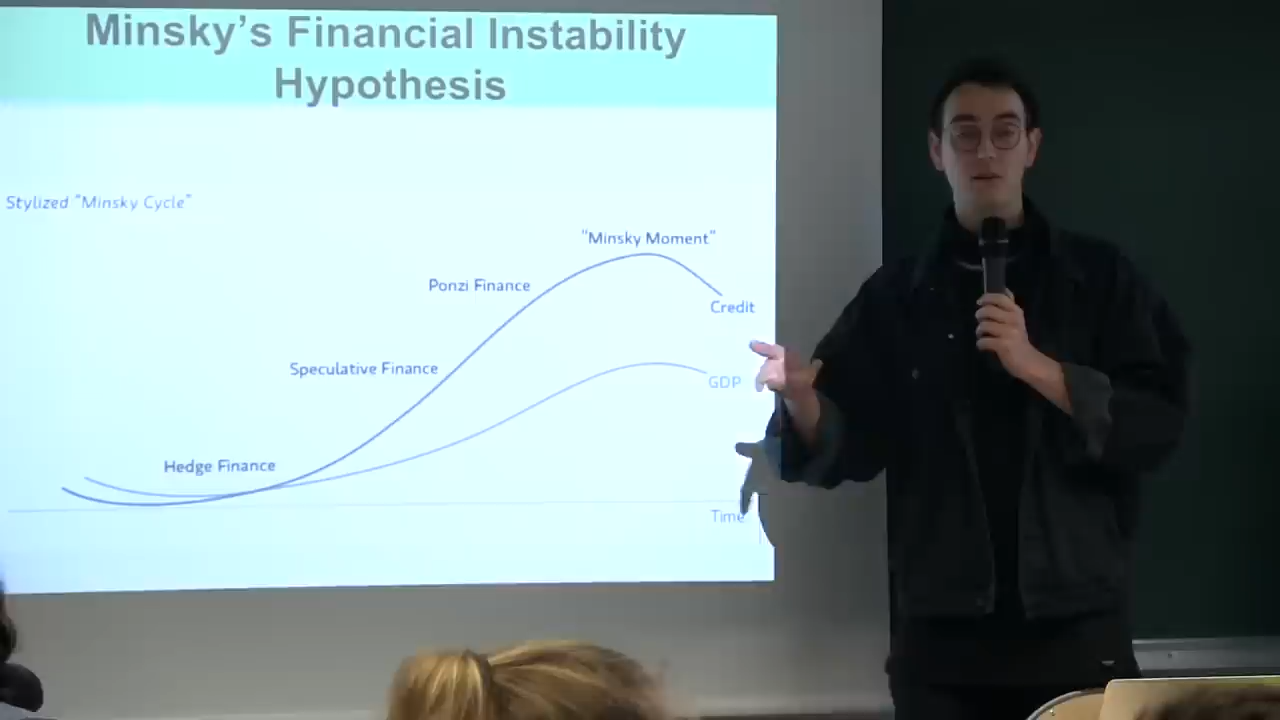 Minsky's Financial Instability
Hypothesis
Stylized "Minsky Cycle"
"Minsky Moment"
Ponzi Finance
Credit
Speculative Finance
GDP
Hedge Finance
Time